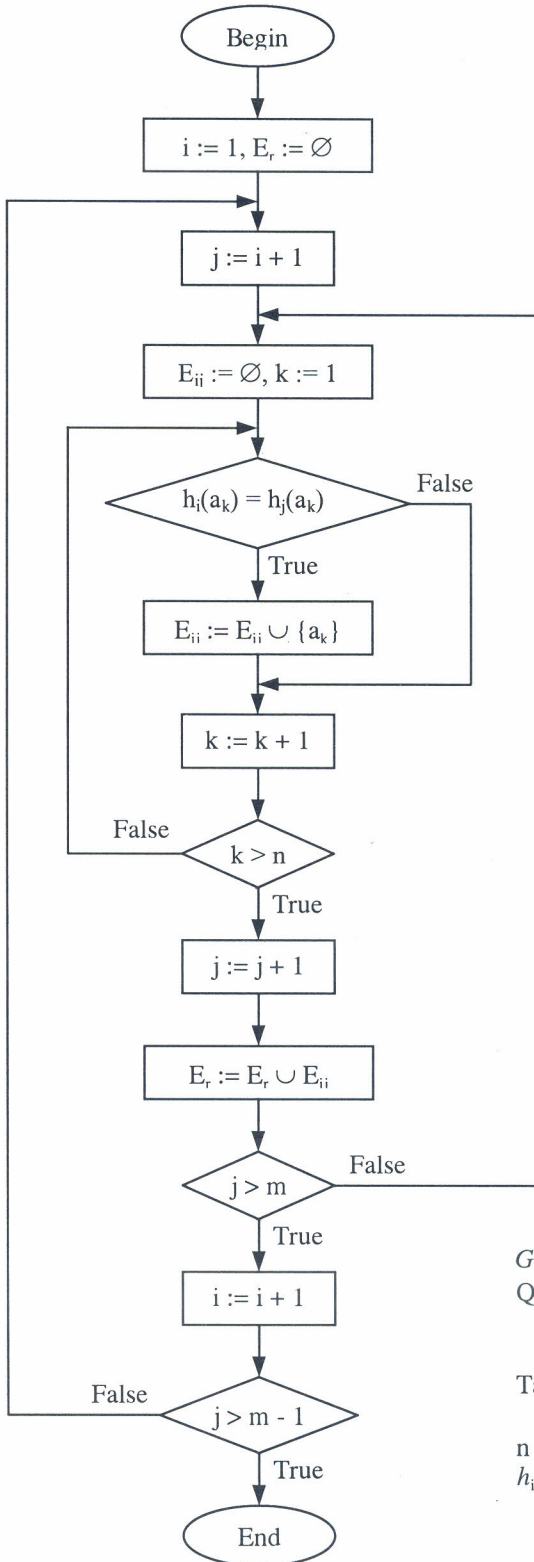 Begin
i := 1, E_r := ∅
j := i + 1
E_ij := ∅, k := 1
h_i(a_k) = h_j(a_k)
False
True
E_ij := E_ij ∪ {a_k}
k := k + 1
False
k > n
True
j := j + 1
E_r := E_r ∪ E_ij
False
j > m
True
i := i + 1
False
j > m - 1
True
End
G
Q
n
h_i